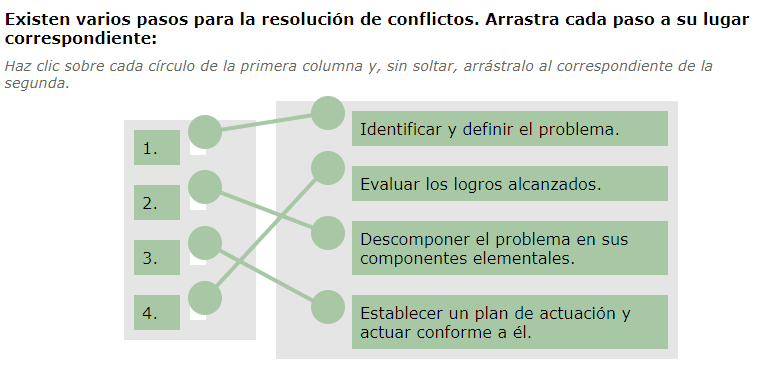 Existen varios pasos para la resolución de conflictos. Arrastra cada paso a su lugar
correspondiente:
Haz clic sobre cada círculo de la primera columna y, sin soltar, arrástralo al correspondiente de la
segunda.
1.
2.
3.
4.
Identificar y definir el problema.
Evaluar los logros alcanzados.
Descomponer el problema en sus
componentes elementales.
Establecer un plan de actuación y
actuar conforme a él.